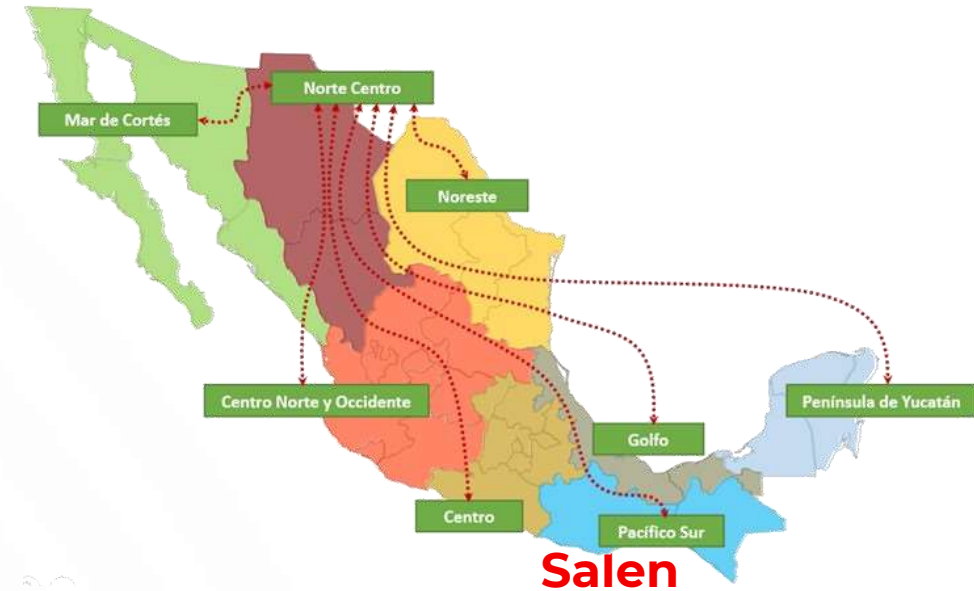 Norte Centro
Mar de Cortés
Noreste
Centro Norte y Occidente
Península de Yucatán
Golfo
Centro
Pacífico Sur
Salen